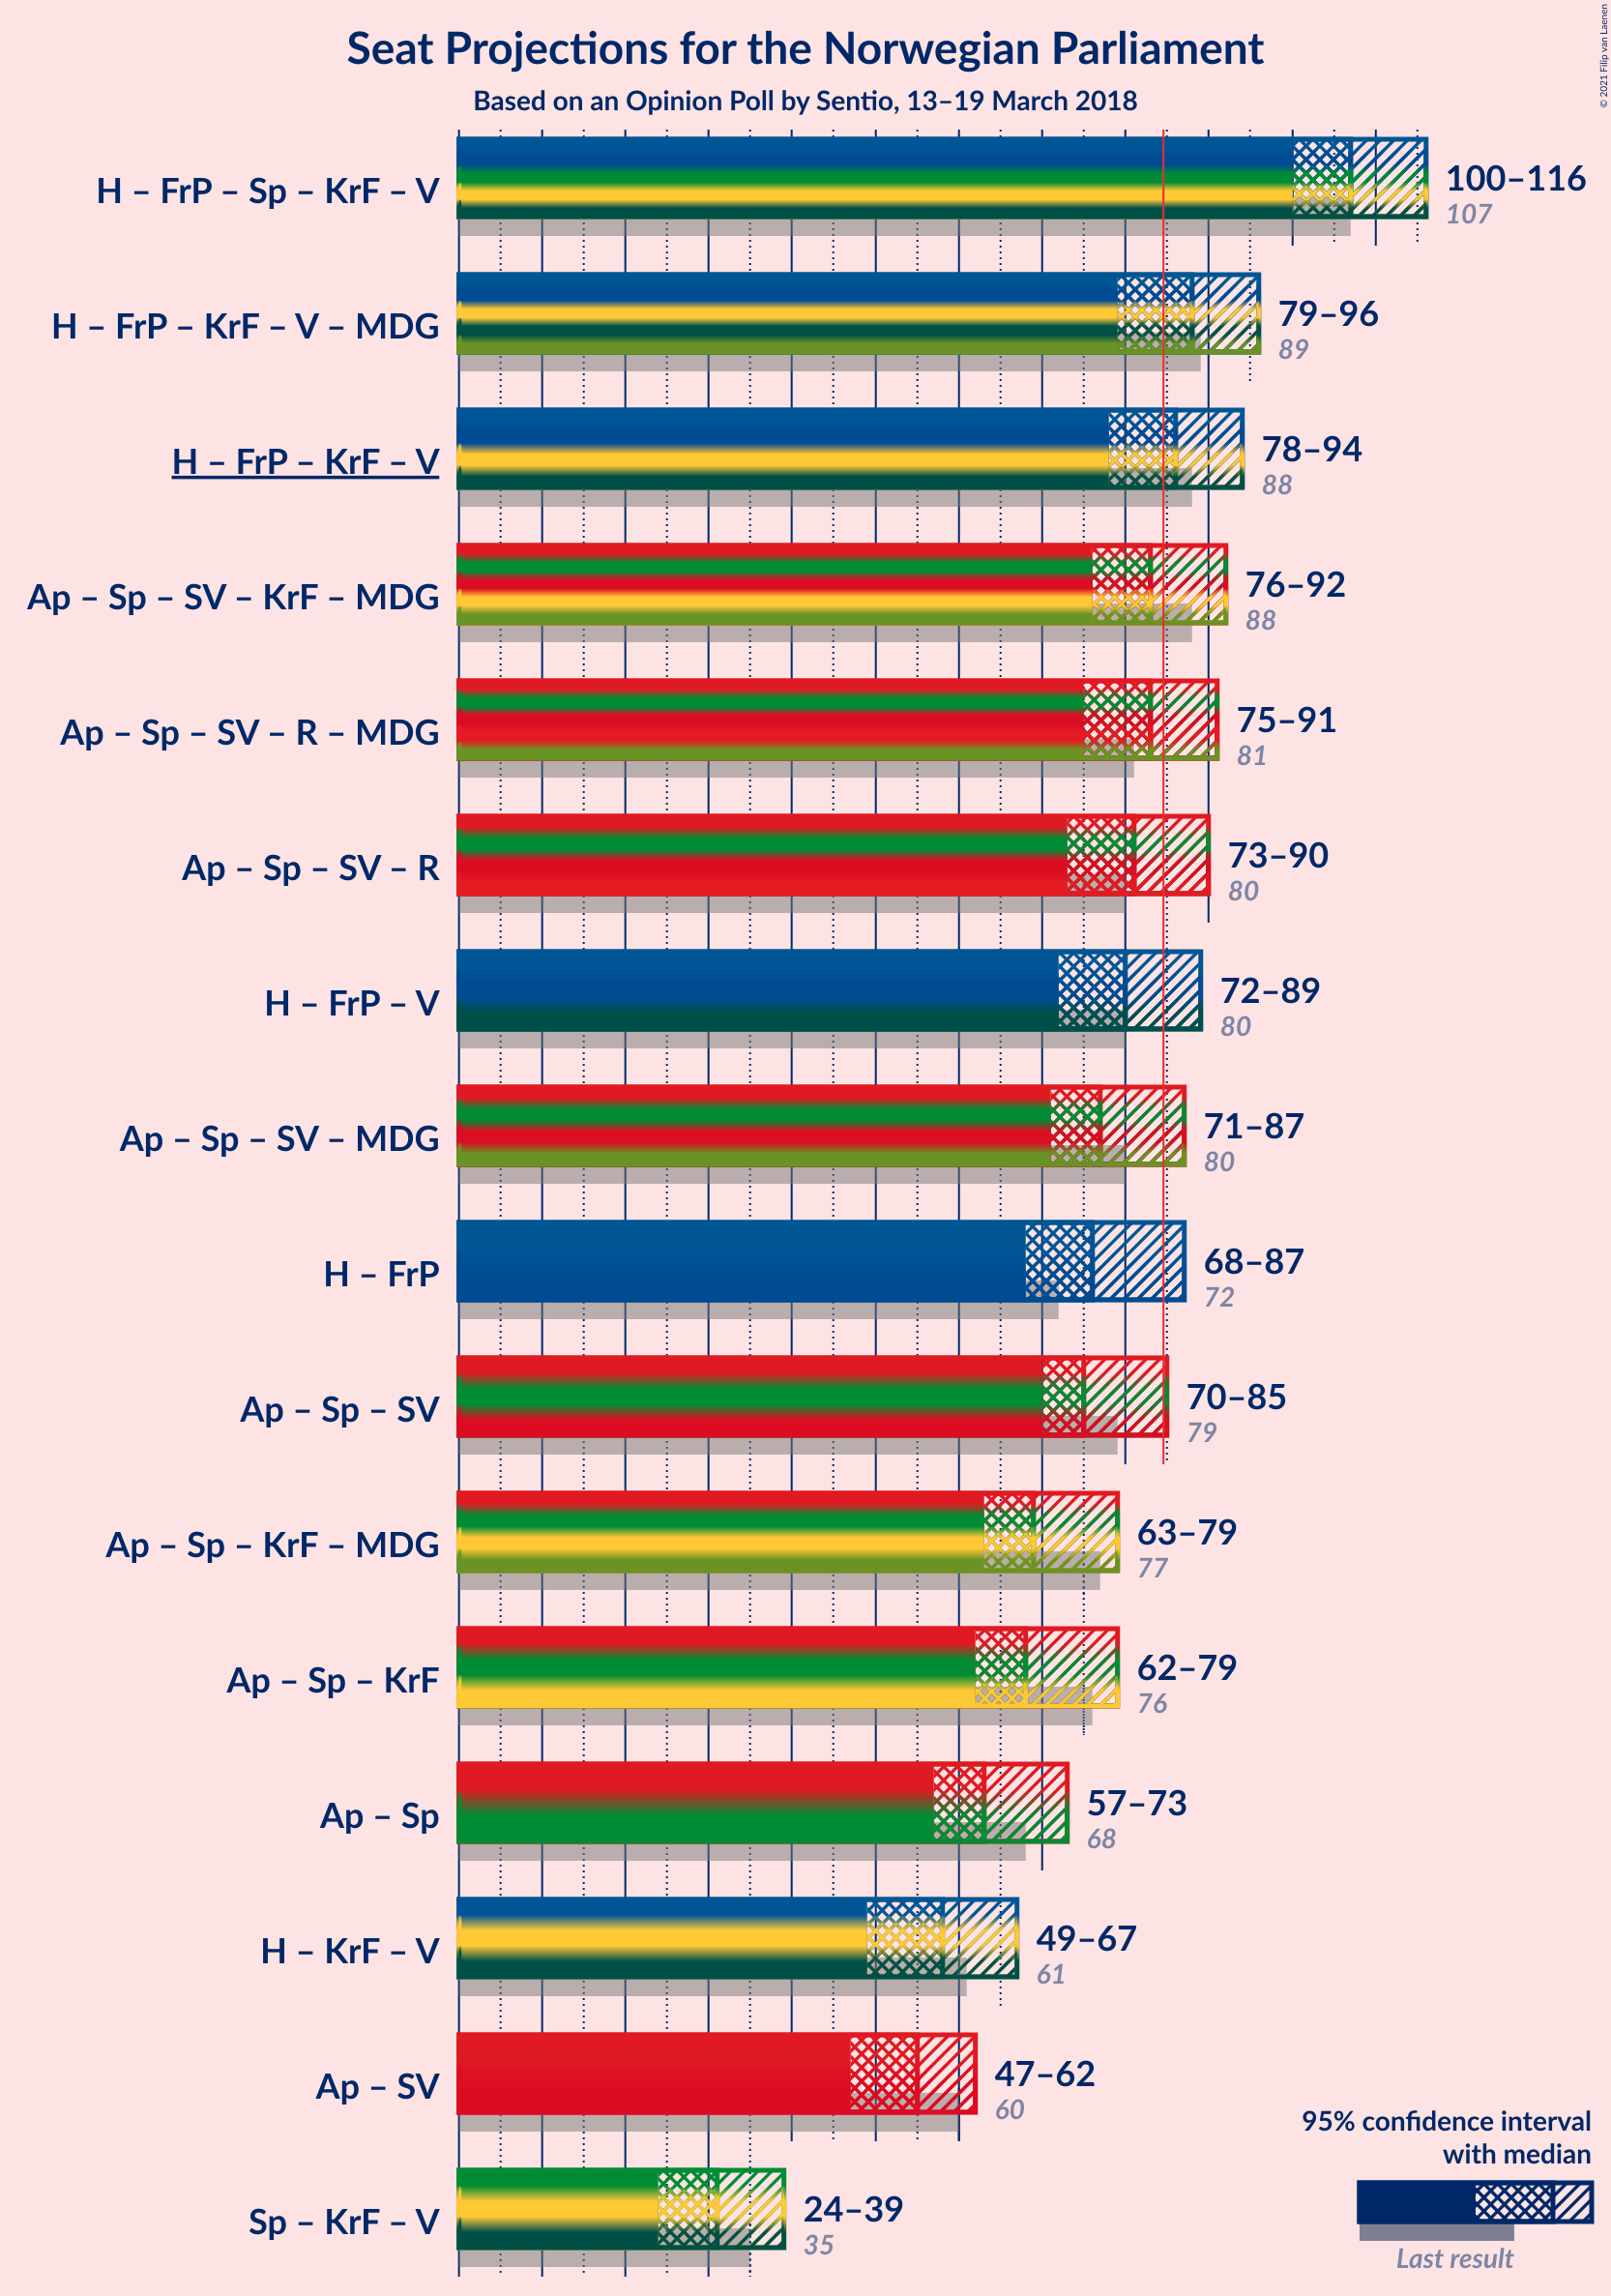 Seat Projections for the Norwegian Parliament
Based on an Opinion Poll by Sentio, 13–19 March 2018
© 2021 Filip van Laenen
H – FrP – Sp – KrF – V
100–116
107
H – FrP – KrF – V – MDG
79–96
89
H – FrP – KrF – V
78–94
88
Ap – Sp – SV – KrF – MDG
76–92
88
Ap – Sp – SV – R – MDG
75–91
81
Ap – Sp – SV – R
73–90
80
H – FrP – V
72–89
80
Ap – Sp – SV – MDG
71–87
80
H – FrP
68–87
72
Ap – Sp – SV
70–85
79
Ap – Sp – KrF – MDG
63–79
77
Ap – Sp – KrF
62–79
76
Ap – Sp
57–73
68
H – KrF – V
49–67
61
Ap – SV
47–62
60
Sp – KrF – V
24–39
35
95% confidence interval
with median
Last result